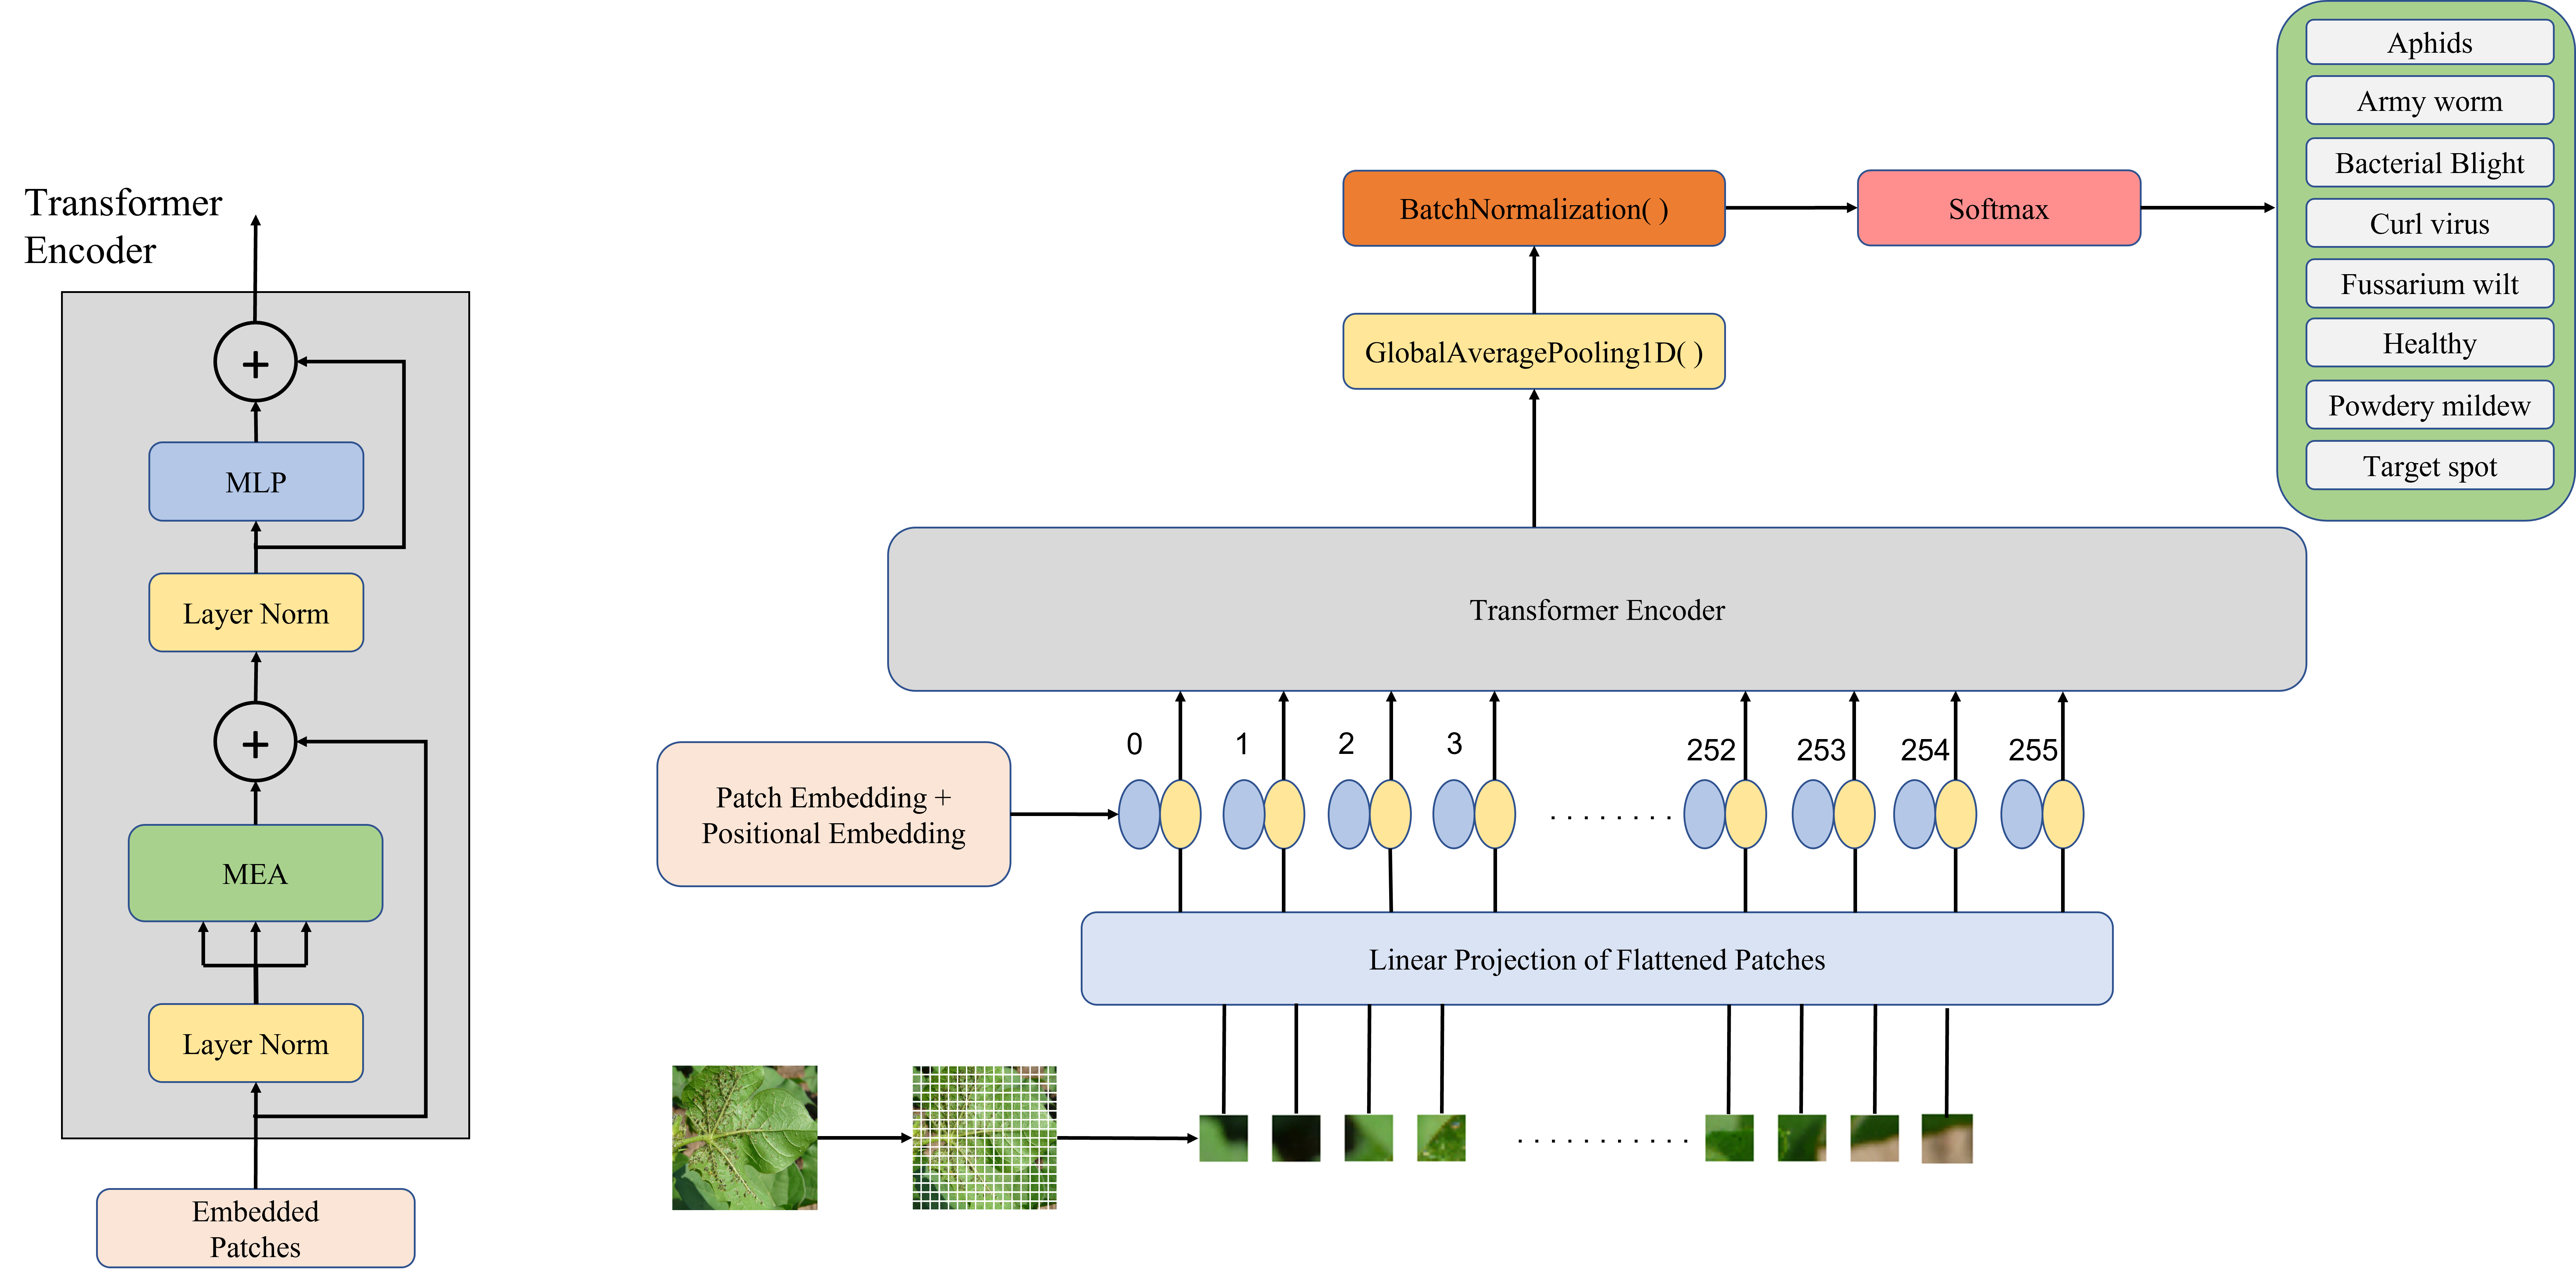 Transformer
Encoder
+
MLP
Layer Norm
+
MEA
Layer Norm
Embedded
Patches
BatchNormalization( )
Softmax
GlobalAveragePooling1D( )
Aphids
Army worm
Bacterial Blight
Curl virus
Fussarium wilt
Healthy
Powdery mildew
Target spot
Transformer Encoder
0 1 2 3 252 253 254 255
Patch Embedding +
Positional Embedding
. . . . . . . .
Linear Projection of Flattened Patches
. . . . . . . . . . .